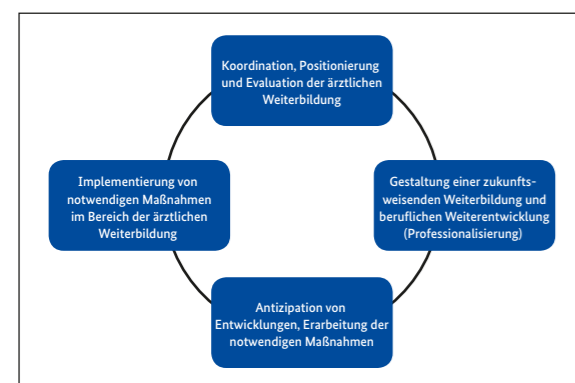 Koordination, Positionierung
und Evaluation der ärztlichen
Weiterbildung
Implementierung von
notwendigen Maßnahmen
im Bereich der ärztlichen
Weiterbildung
Gestaltung einer zukunfts-
weisenden Weiterbildung und
beruflichen Weiterentwicklung
(Professionalisierung)
Antizipation von
Entwicklungen, Erarbeitung der
notwendigen Maßnahmen